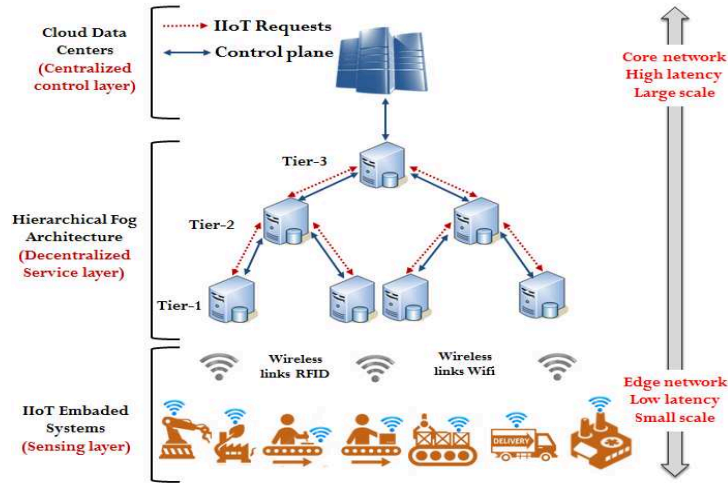 Cloud Data
Centers
(Centralized
control layer)
IIoT Requests
Control plane
Core network
High latency
Large scale
Tier-3
Hierarchical Fog
Architecture
(Decentralized
Service layer)
Tier-2
Tier-1
Wireless
links RFID
Wireless
links Wifi
IIoT Embaded
Systems
(Sensing layer)
DELIVERY
Edge network
Low latency
Small scale